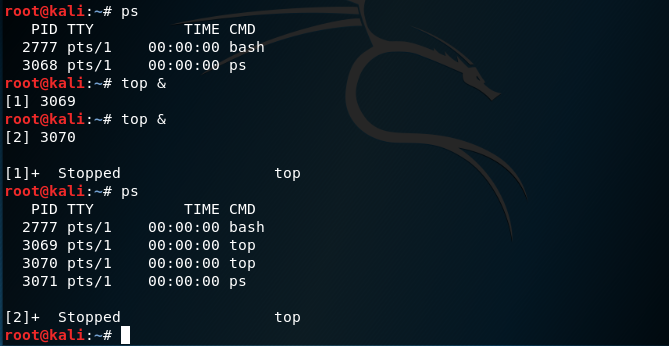 root@kali:~# ps
   PID TTY          TIME CMD
  2777 pts/1    00:00:00 bash
  3068 pts/1    00:00:00 ps
root@kali:~# top &
[1] 3069
root@kali:~# top &
[2] 3070

[1]+  Stopped                 top
root@kali:~# ps
   PID TTY          TIME CMD
  2777 pts/1    00:00:00 bash
  3069 pts/1    00:00:00 top
  3070 pts/1    00:00:00 top
  3071 pts/1    00:00:00 ps

[2]+  Stopped                 top
root@kali:~#